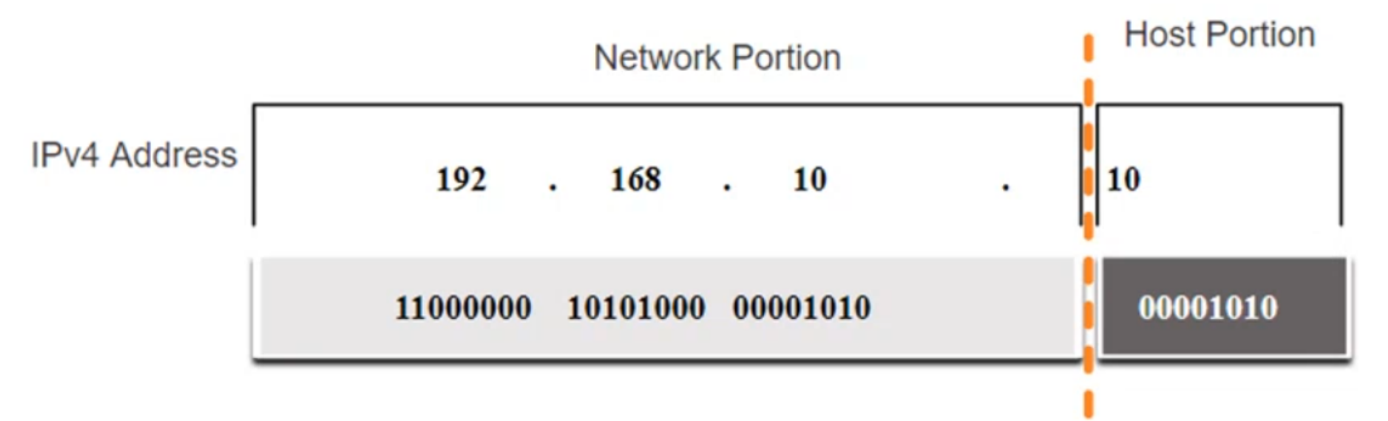 Host Portion
Network Portion
IPv4 Address
192 . 168 . 10 . 10
11000000 10101000 00001010 00001010